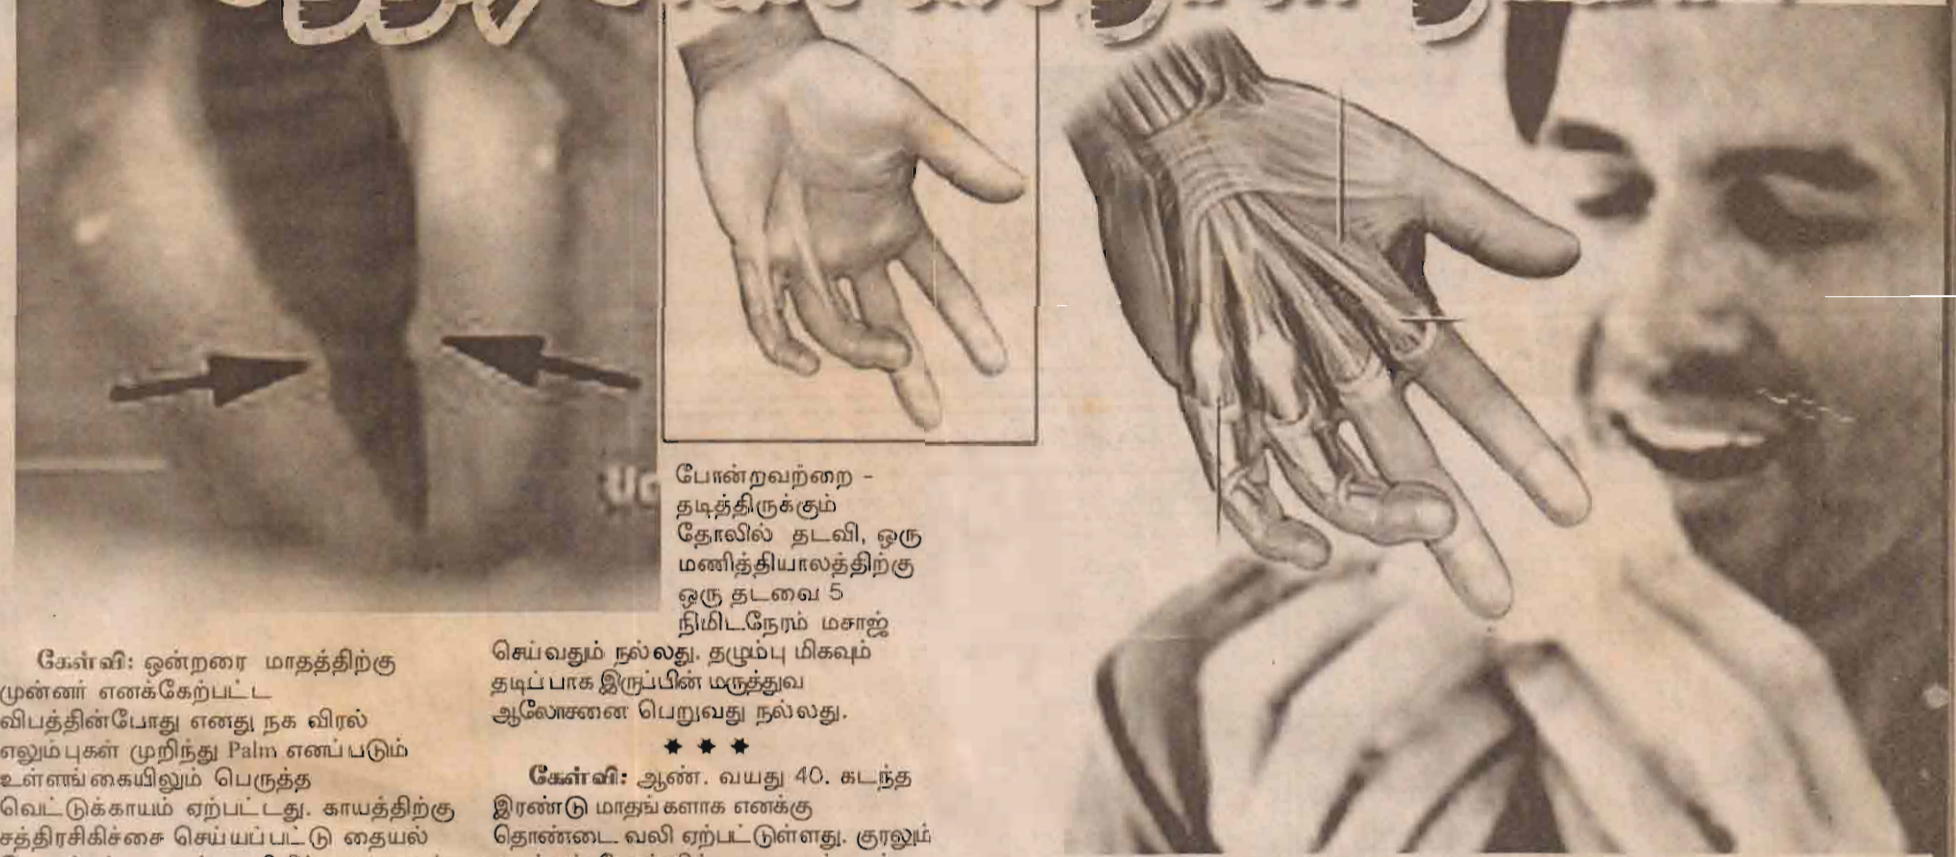 கேள்வி: ஒன்றரை மாதத்திற்கு
முன்னர் எனக்கேற்பட்ட
விபத்தின்போது எனது நக விரல்
எலும்புகள் முறிந்து Palm எனப்படும்
உள்ளங்கையிலும் பெருத்த
வெட்டுக்காயம் ஏற்பட்டது. காயத்திற்கு
சத்திரசிகிச்சை செய்யப்பட்டு தையல்
போன்றவற்றை -
தடித்திருக்கும்
தோலில் தடவி, ஒரு
மணித்தியாலத்திற்கு
ஒரு தடவை 5
நிமிடநேரம் மசாஜ்
செய்வதும் நல்லது. தழும்பு மிகவும்
தடிப்பாக இருப்பின் மருத்துவ
ஆலோசனை பெறுவது நல்லது.
* * *
கேள்வி: ஆண். வயது 40. கடந்த
இரண்டு மாதங்களாக எனக்கு
தொண்டை வலி ஏற்பட்டுள்ளது. குரலும்